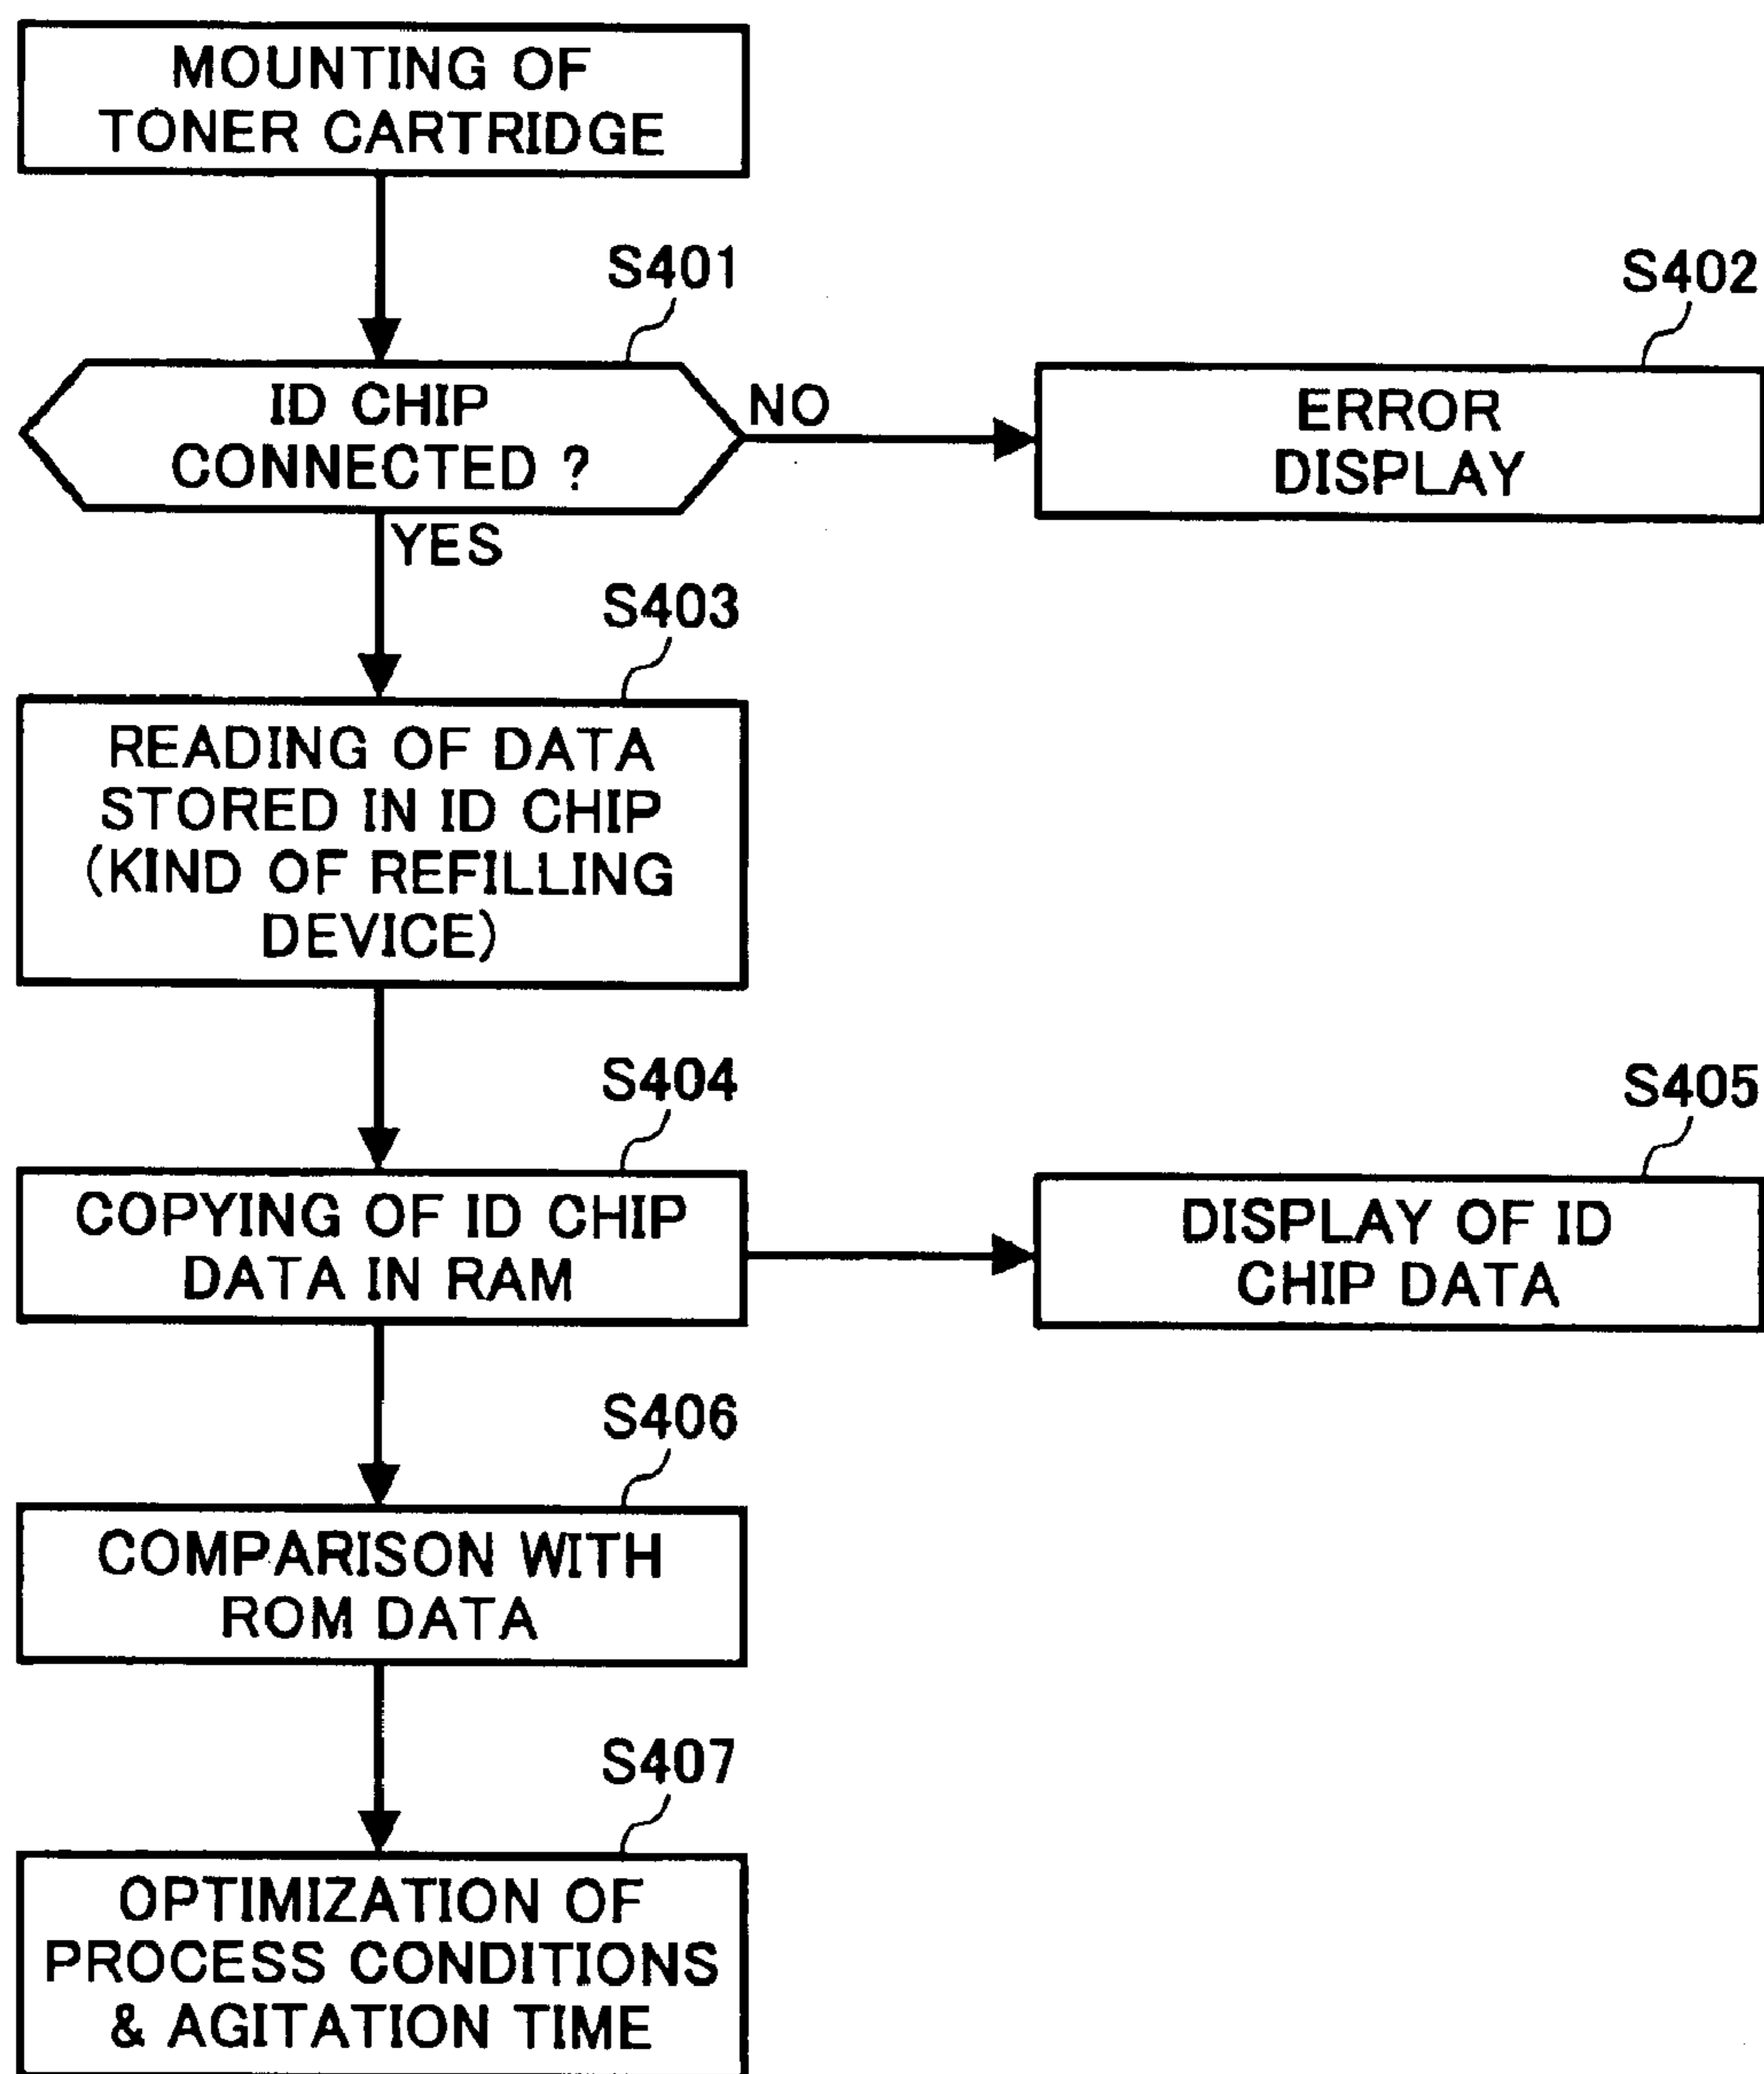 MOUNTING OF
TONER CARTRIDGE
S401
ID CHIP
CONNECTED ?
NO
S402
ERROR
DISPLAY
YES
S403
READING OF DATA
STORED IN ID CHIP
(KIND OF REFILLING
DEVICE)
S404
COPYING OF ID CHIP
DATA IN RAM
S405
DISPLAY OF ID
CHIP DATA
S406
COMPARISON WITH
ROM DATA
S407
OPTIMIZATION OF
PROCESS CONDITIONS
& AGITATION TIME